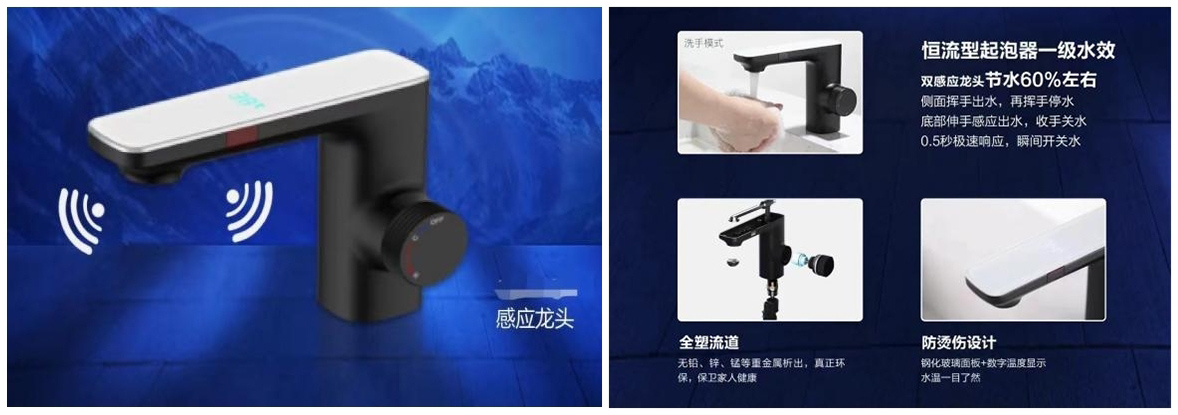 感应龙头
洗手模式
恒流型起泡器一级水效
双感应龙头节水60%左右
侧面挥手出水，再挥手停水
底部伸手感应出水，收手关水
0.5秒极速响应，瞬间开关水
全塑流道
无铅、锌、锰等重金属析出，真正环
保，保卫家人健康
防烫伤设计
钢化玻璃面板+数字温度显示
水温一目了然